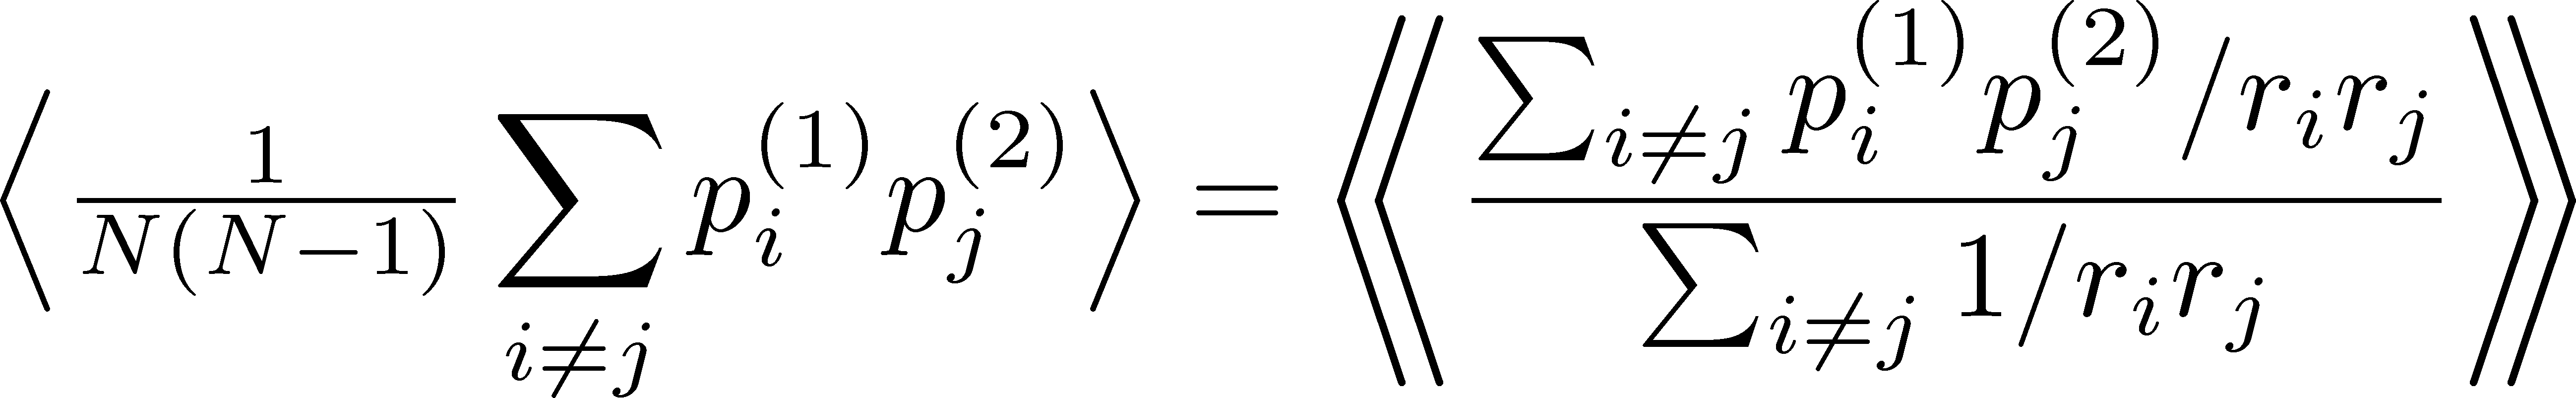 \left\langle \frac{1}{N(N-1)} \sum_{i \neq j} p_i^{(1)} p_j^{(2)} \right\rangle = \left\langle\!\!\left\langle \frac{\sum_{i \neq j} p_i^{(1)} p_j^{(2)} / r_i r_j}{\sum_{i \neq j} 1 / r_i r_j} \right\rangle\!\!\right\rangle